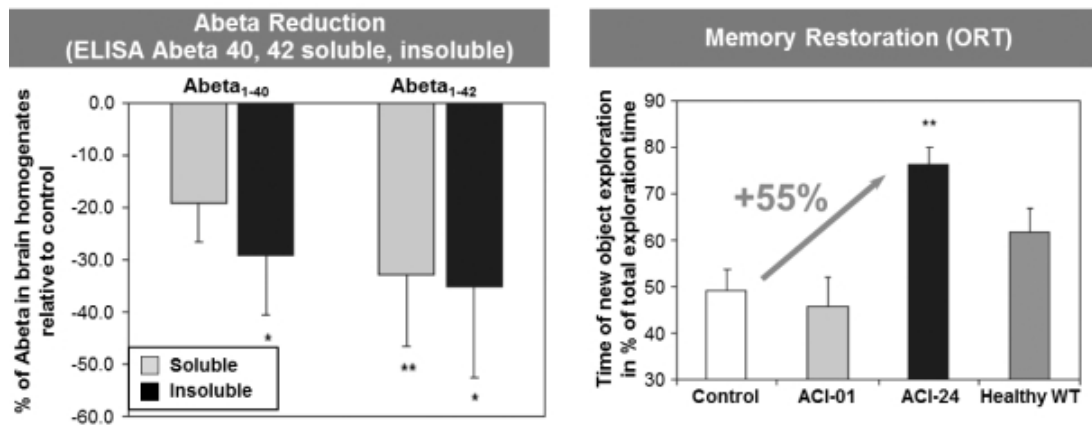 Abeta Reduction
(ELISA Abeta 40, 42 soluble, insoluble)
Abeta1-40
Abeta1-42
% of Abeta in brain homogenates
relative to control
0.0
-10.0
-20.0
-30.0
-40.0
-50.0
-60.0
*
**
*
Soluble
Insoluble
Memory Restoration (ORT)
Time of new object exploration
in % of total exploration time
90
80
70
60
50
40
30
**
+55%
Control
ACI-01
ACI-24
Healthy WT